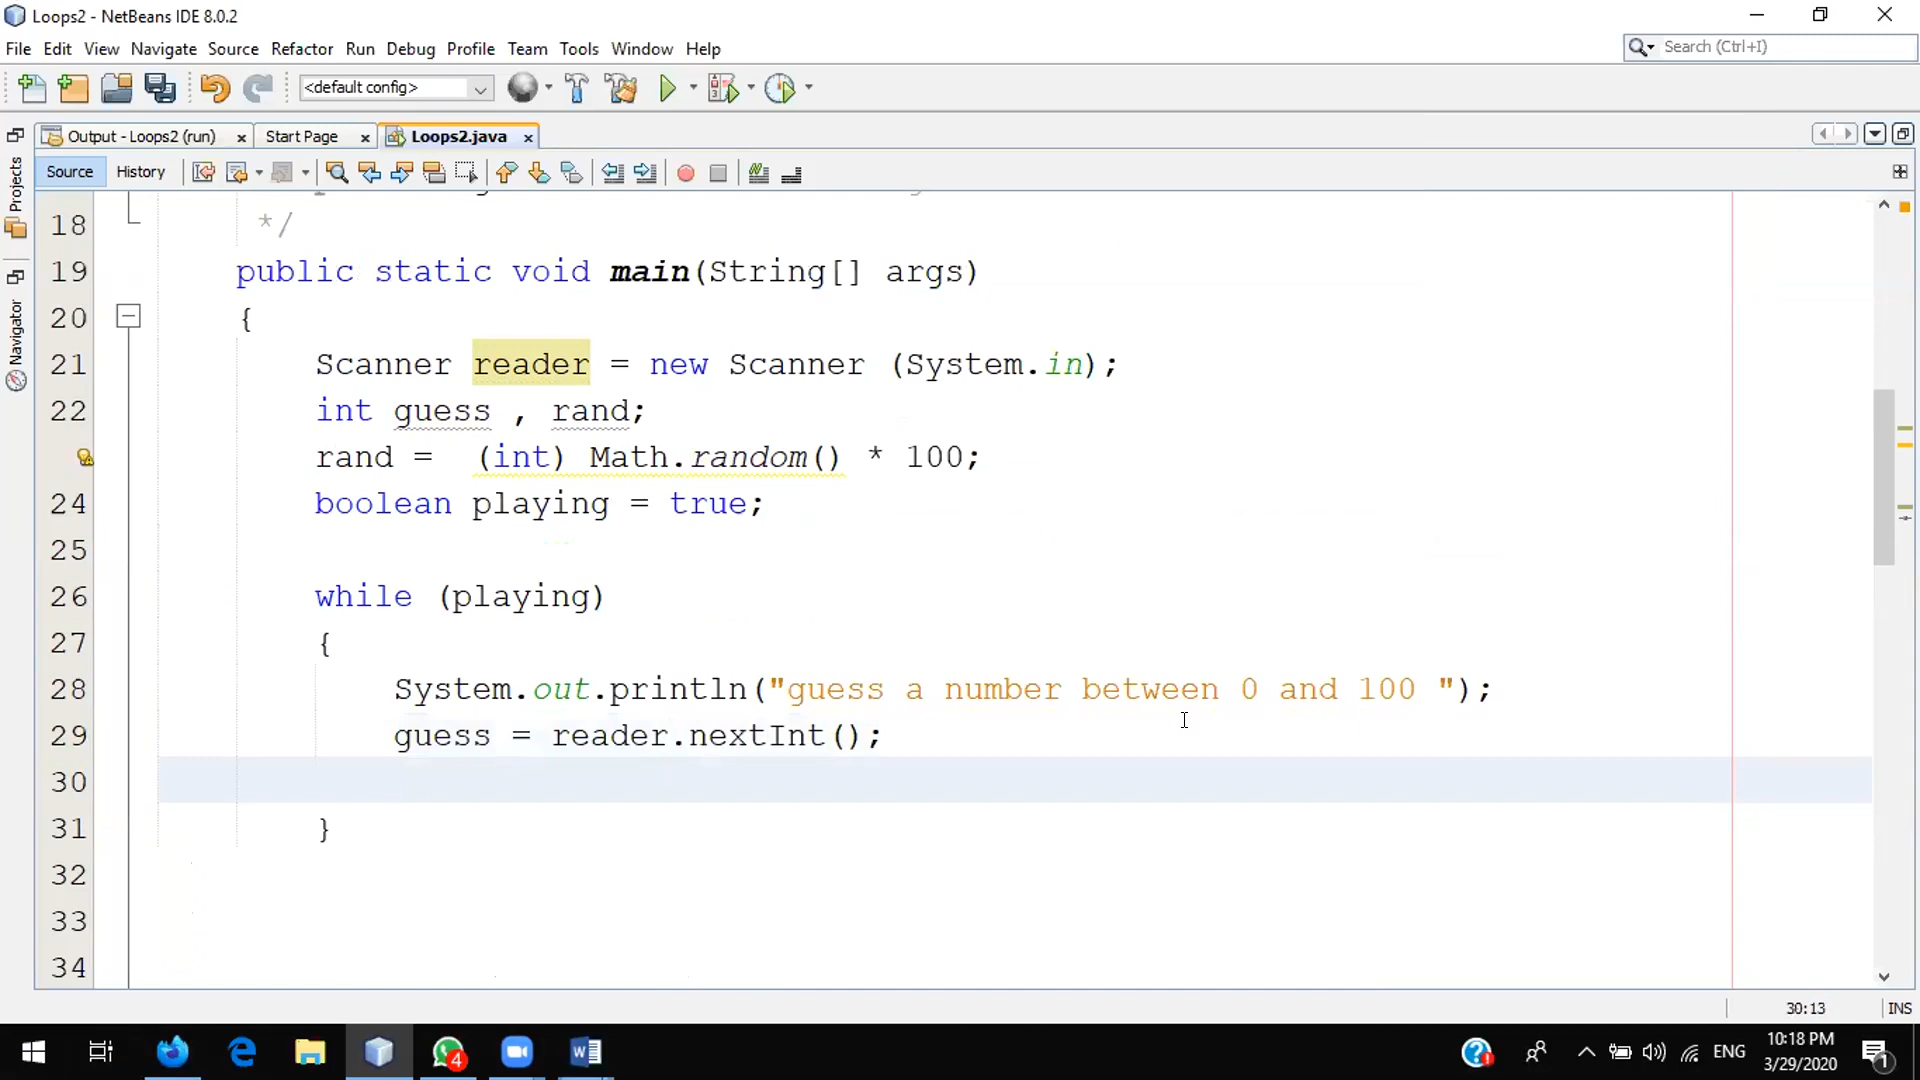 Loops2 - NetBeans IDE 8.0.2
File Edit View Navigate Source Refactor Run Debug Profile Team Tools Window Help
Search (Ctrl+I)
<default config>
Output - Loops2 (run) x Start Page x Loops2.java x
Source History
Projects
Navigator
18 */
19 public static void main(String[] args)
20 {
21 Scanner reader = new Scanner (System.in);
22 int guess , rand;
rand = (int) Math.random() * 100;
24 boolean playing = true;
25
26 while (playing)
27 {
28 System.out.println("guess a number between 0 and 100 ");
29 guess = reader.nextInt();
30
31 }
32
33
34
30:13 INS
4
ENG
10:18 PM
3/29/2020
1